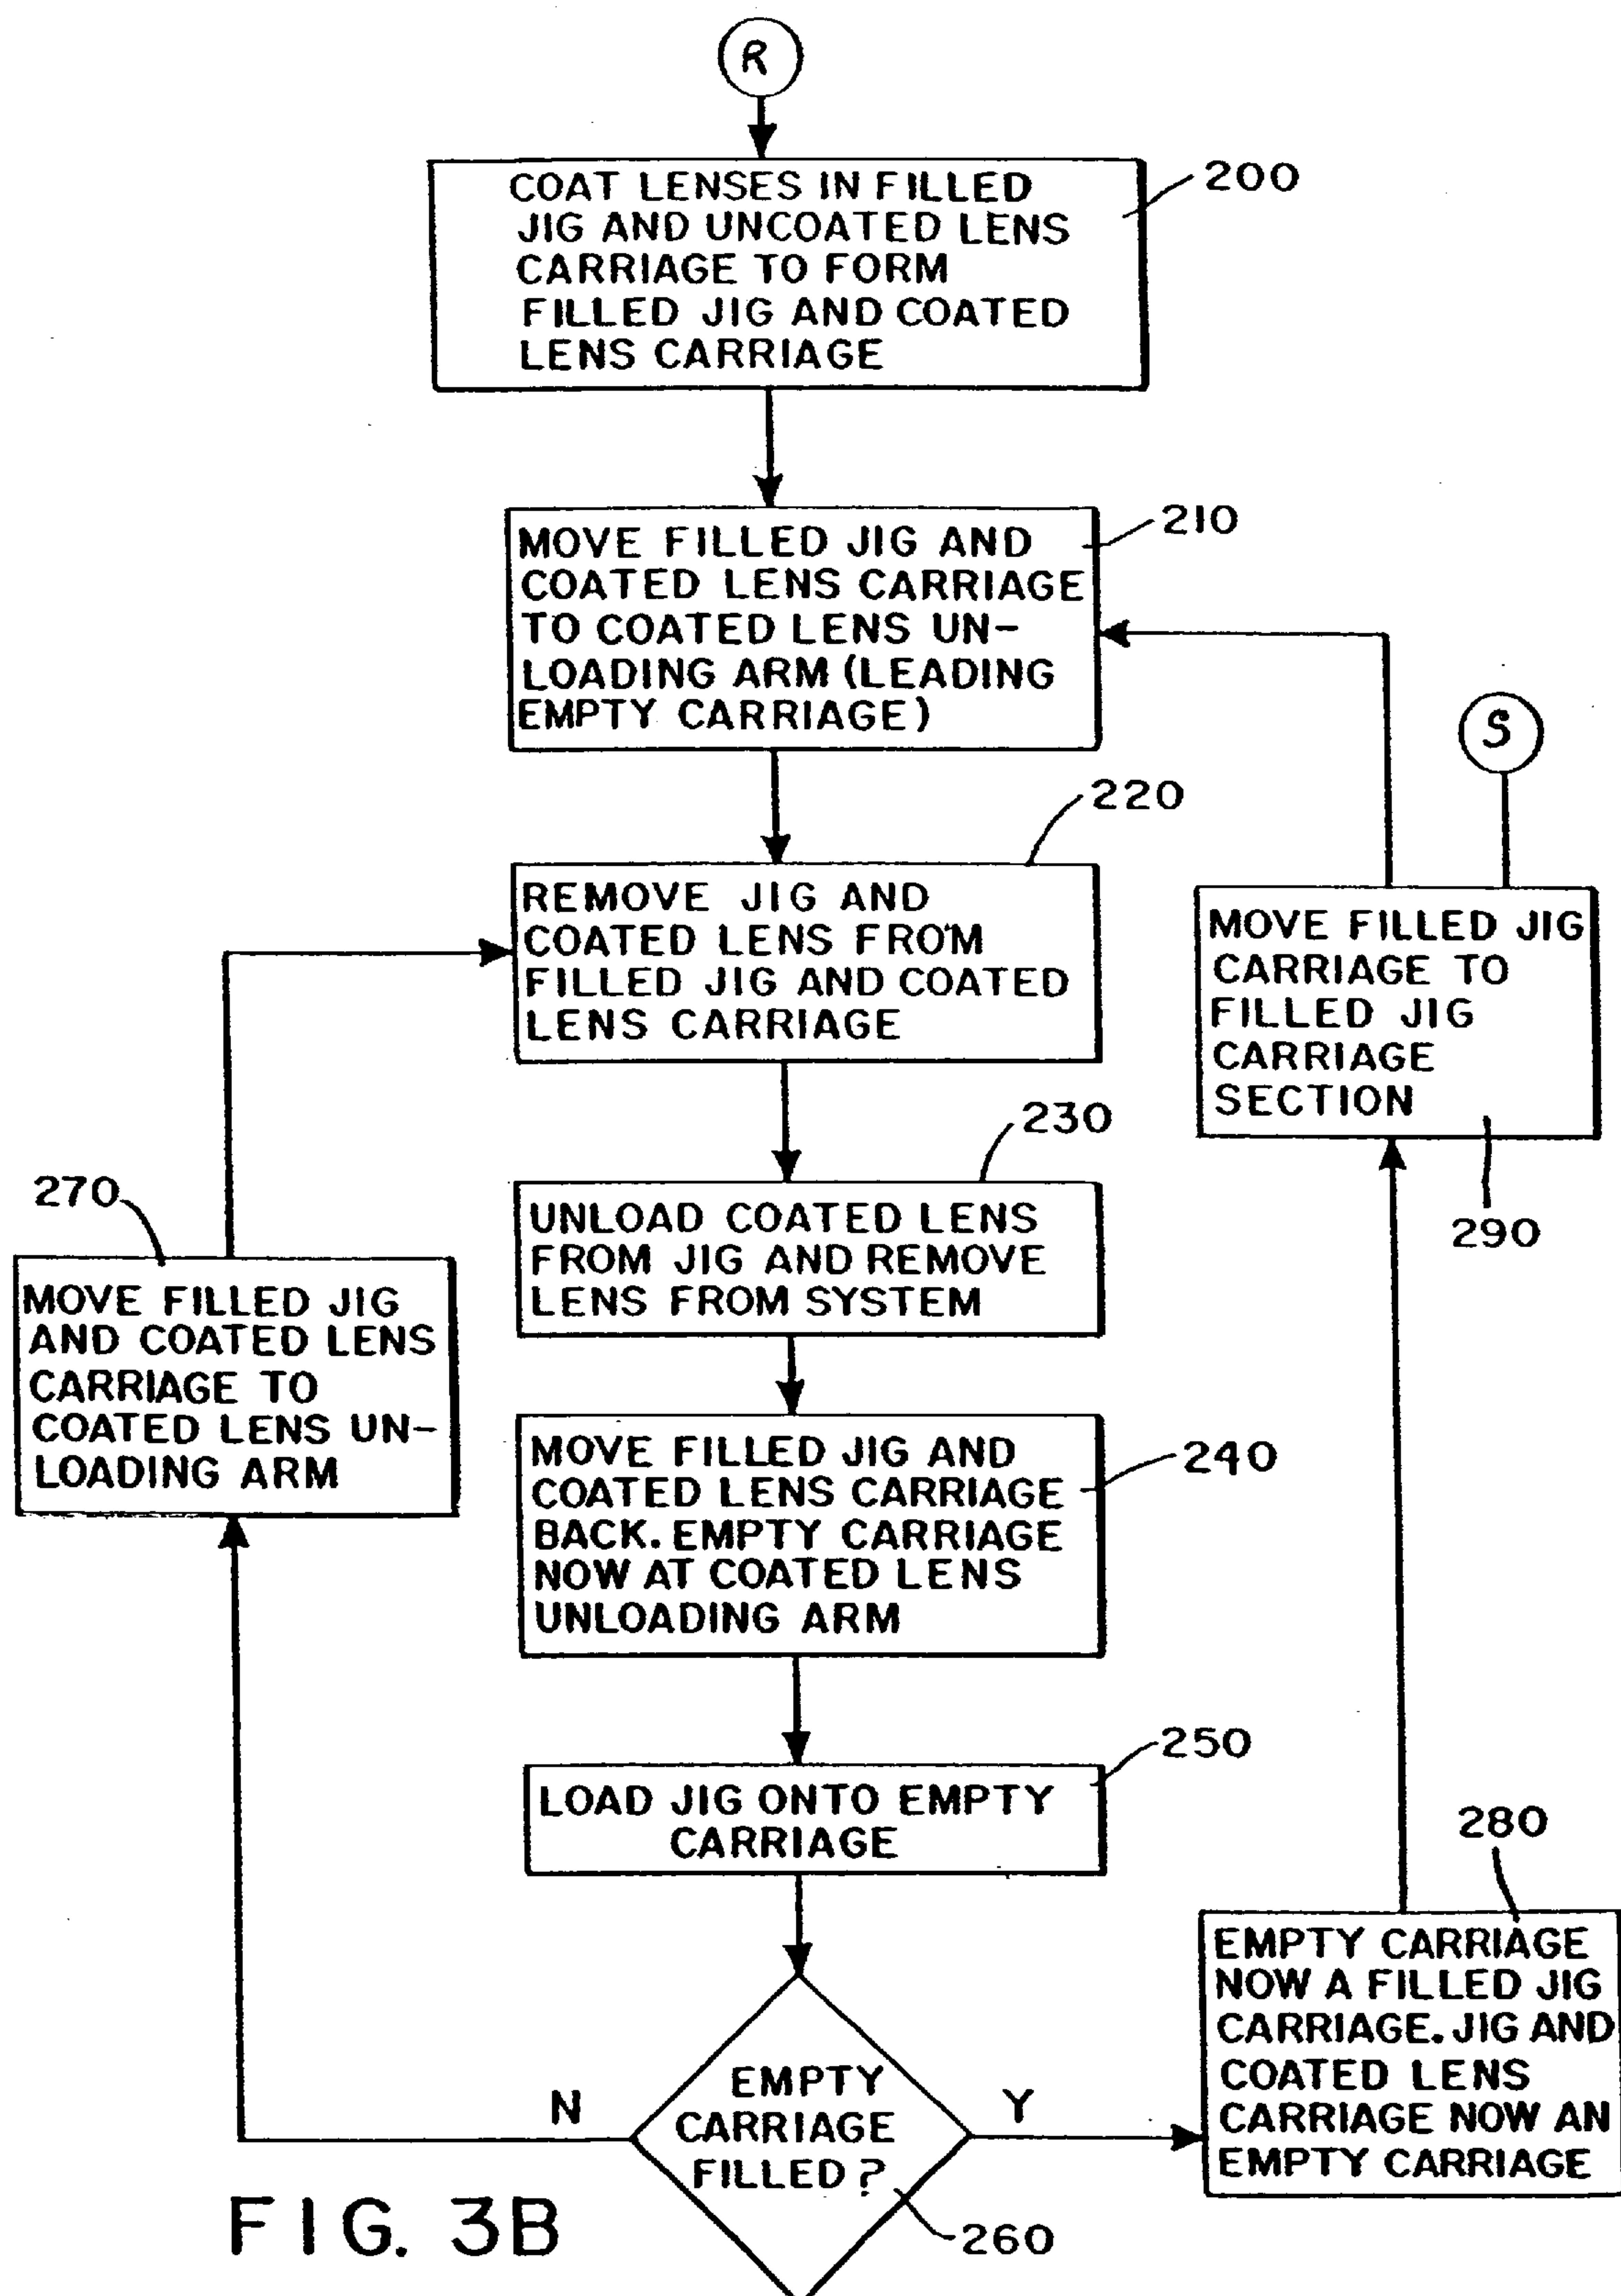 R
COAT LENSES IN FILLED
JIG AND UNCOATED LENS
CARRIAGE TO FORM
FILLED JIG AND COATED
LENS CARRIAGE
200
MOVE FILLED JIG AND
COATED LENS CARRIAGE
TO COATED LENS UN-
LOADING ARM (LEADING
EMPTY CARRIAGE)
210
S
220
REMOVE JIG AND
COATED LENS FROM
FILLED JIG AND COATED
LENS CARRIAGE
MOVE FILLED JIG
CARRIAGE TO
FILLED JIG
CARRIAGE
SECTION
290
230
UNLOAD COATED LENS
FROM JIG AND REMOVE
LENS FROM SYSTEM
270
MOVE FILLED JIG
AND COATED LENS
CARRIAGE TO
COATED LENS UN-
LOADING ARM
MOVE FILLED JIG AND
COATED LENS CARRIAGE
BACK. EMPTY CARRIAGE
NOW AT COATED LENS
UNLOADING ARM
240
250
LOAD JIG ONTO EMPTY
CARRIAGE
280
EMPTY CARRIAGE
NOW A FILLED JIG
CARRIAGE. JIG AND
COATED LENS
CARRIAGE NOW AN
EMPTY CARRIAGE
N
EMPTY
CARRIAGE
FILLED?
Y
260
FIG. 3B